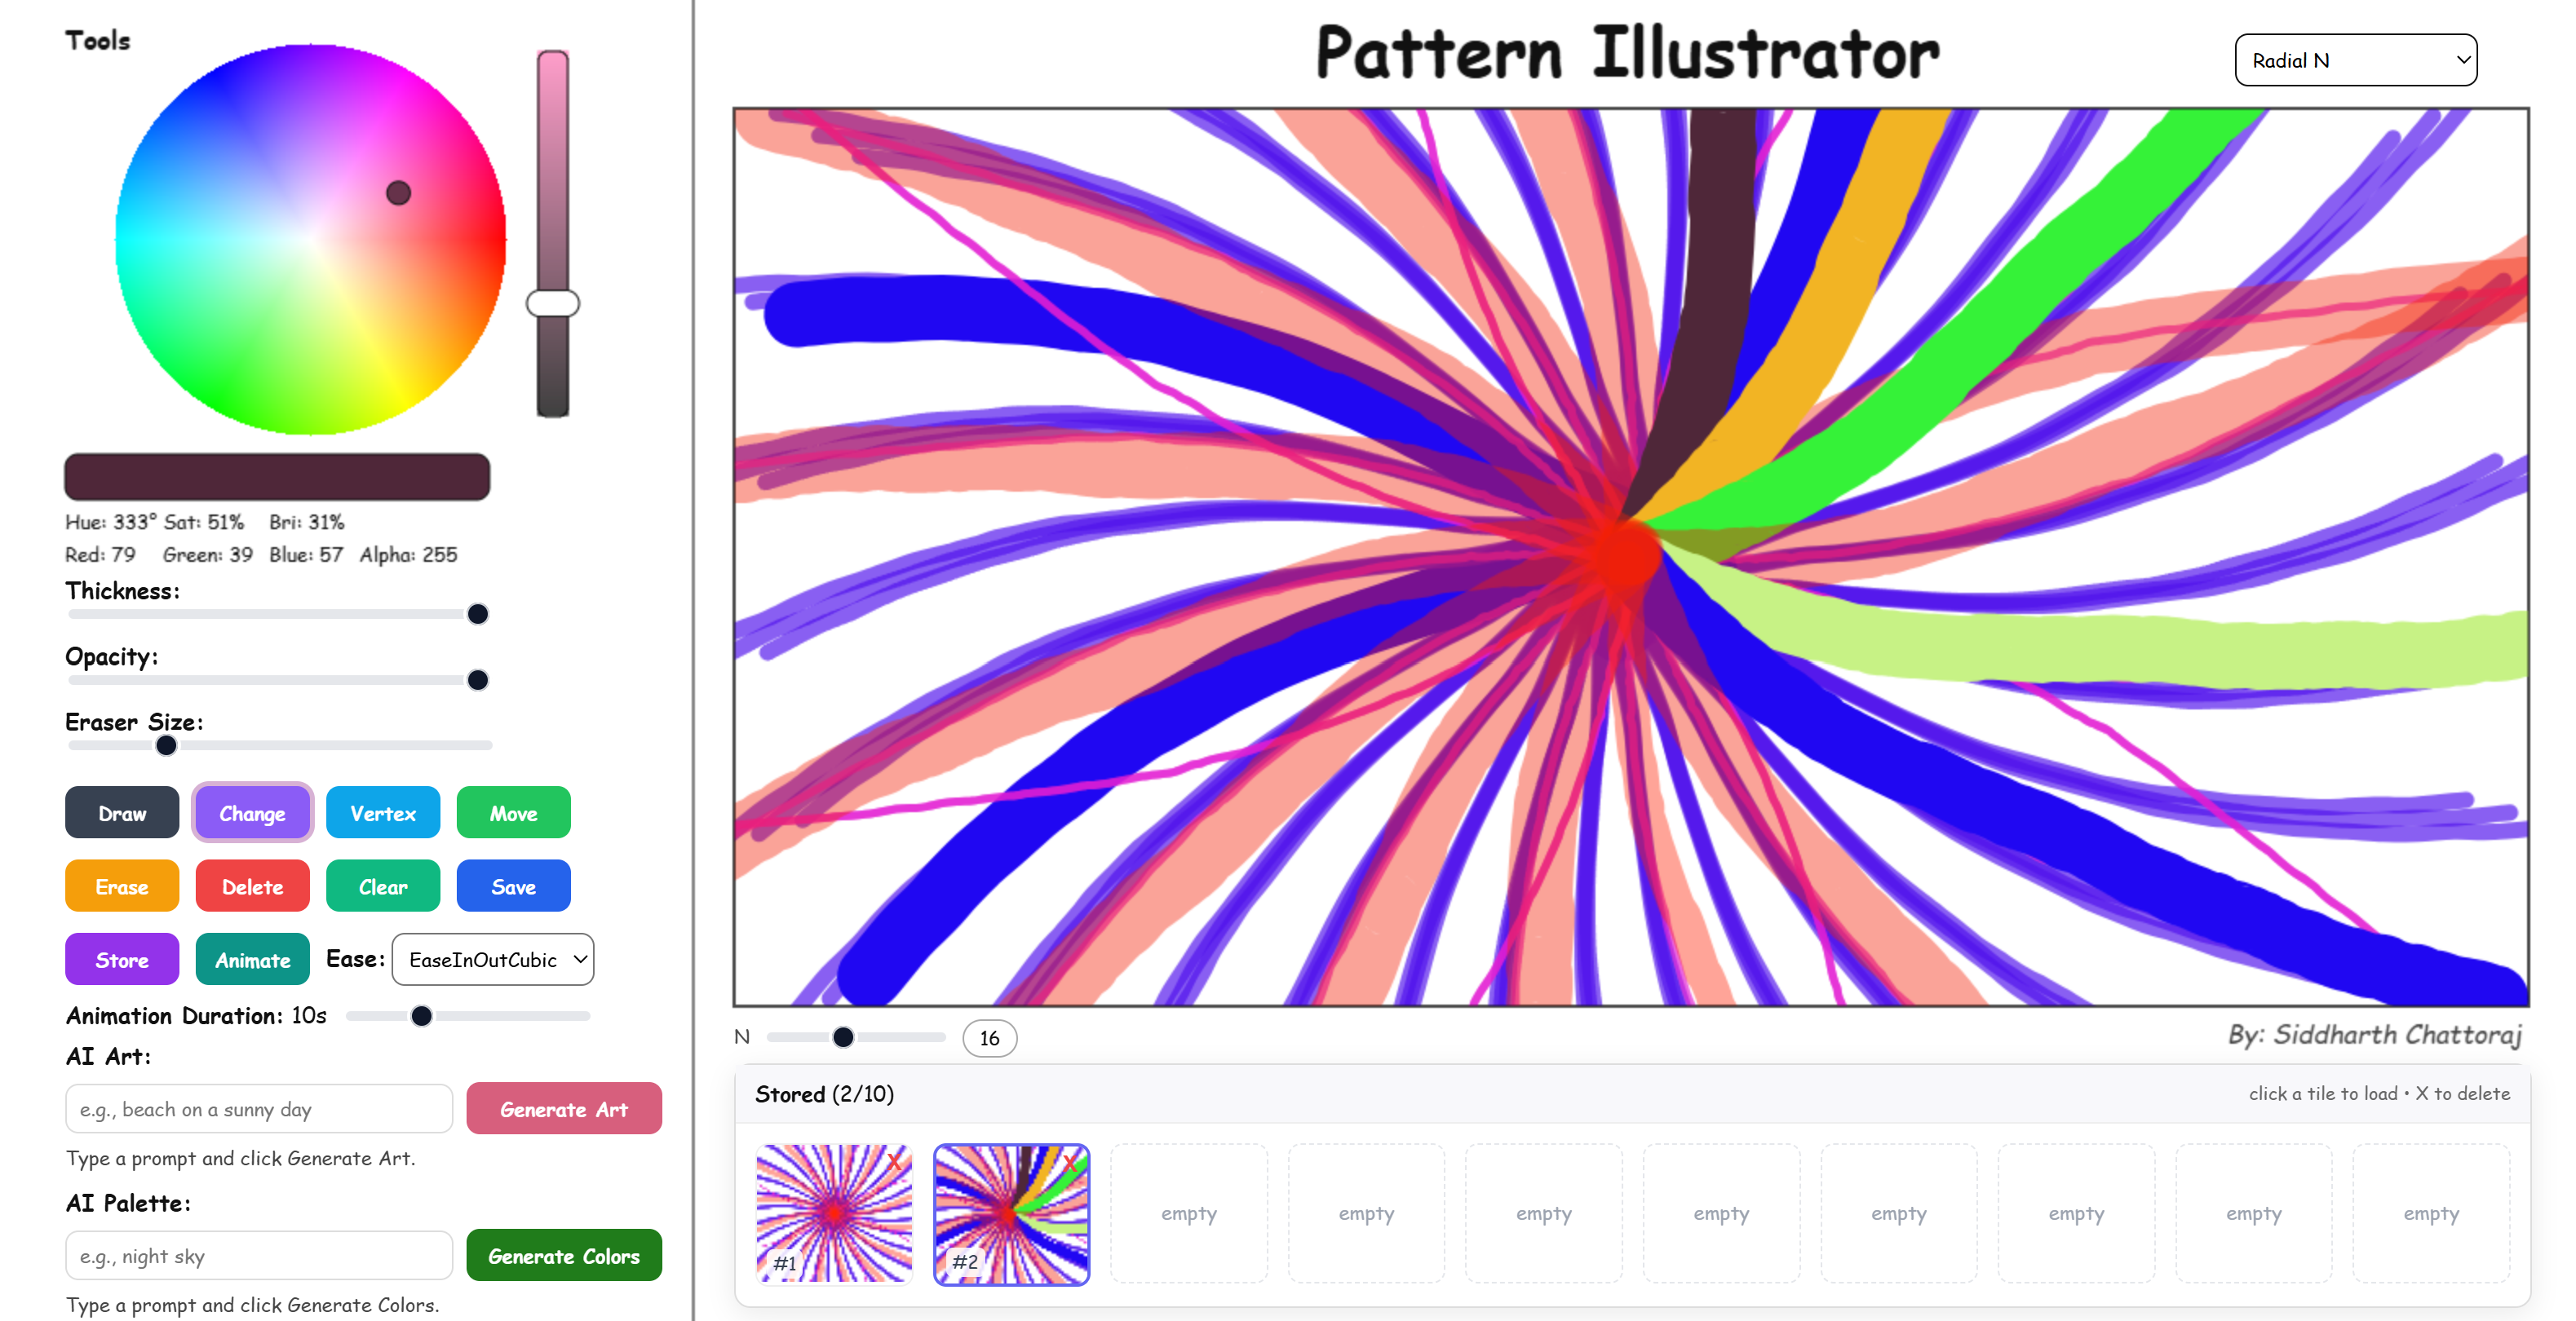 Tools
Pattern Illustrator
Radial N
Hue: 333° Sat: 51% Bri: 31%
Red: 79 Green: 39 Blue: 57 Alpha: 255
Thickness:
Opacity:
Eraser Size:
Draw Change Vertex Move
Erase Delete Clear Save
Store Animate Ease: EaseInOutCubic
Animation Duration: 10s
AI Art:
e.g., beach on a sunny day Generate Art
Type a prompt and click Generate Art.
AI Palette:
e.g., night sky Generate Colors
Type a prompt and click Generate Colors.
N 16
By: Siddharth Chattoraj
Stored (2/10) click a tile to load • X to delete
X X
#1 #2 empty empty empty empty empty empty empty empty